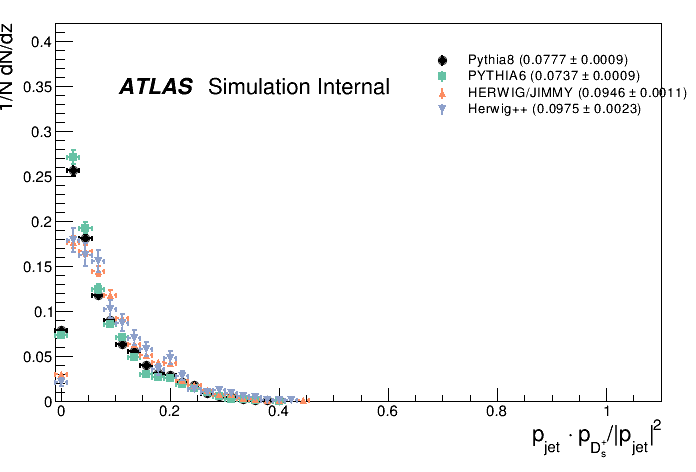 1/N dN/dz
0.4
0.35
0.3
0.25
0.2
0.15
0.1
0.05
0
ATLAS Simulation Internal
Pythia8 (0.0777 ± 0.0009)
PYTHIA6 (0.0737 ± 0.0009)
HERWIG/JIMMY (0.0946 ± 0.0011)
Herwig++ (0.0975 ± 0.0023)
0 0.2 0.4 0.6 0.8 1
p_jet · p_D_s^+/|p_jet|^2